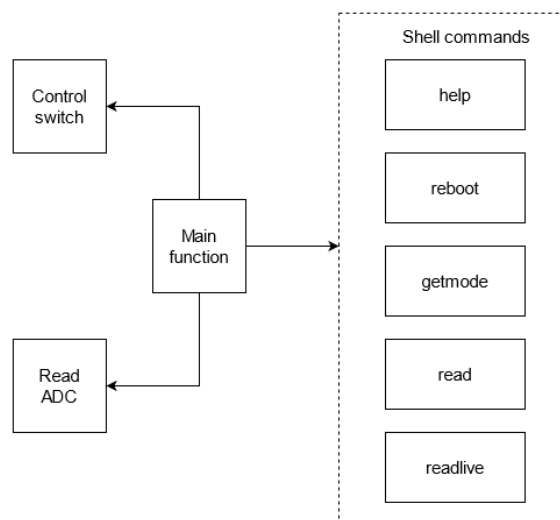 Shell commands
Control
switch
help
reboot
Main
function
getmode
Read
ADC
read
readlive